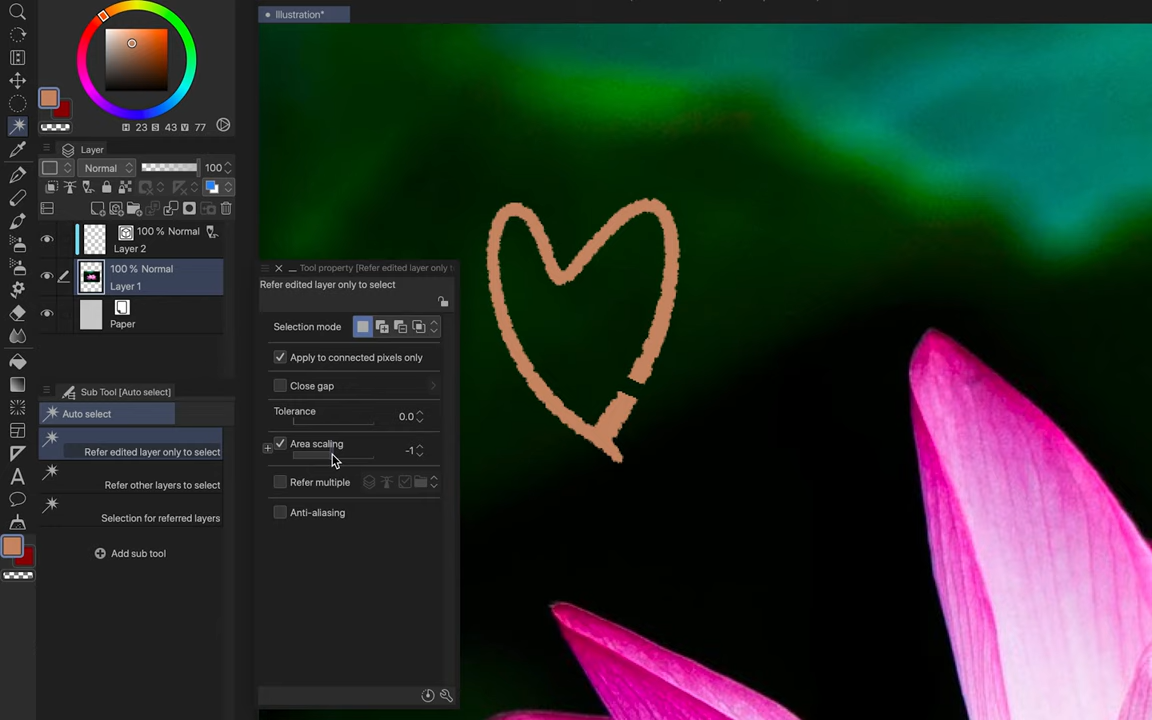 Illustration*
H 23 S 43 V 77
Layer
Normal 100
100 % Normal
Layer 2
100 % Normal
Layer 1
Paper
Tool property [Refer edited layer only to
Refer edited layer only to select
Selection mode
Apply to connected pixels only
Close gap
Tolerance 0.0
Area scaling -1
Refer multiple
Anti-aliasing
Sub Tool [Auto select]
Auto select
Refer edited layer only to select
Refer other layers to select
Selection for referred layers
Add sub tool
A